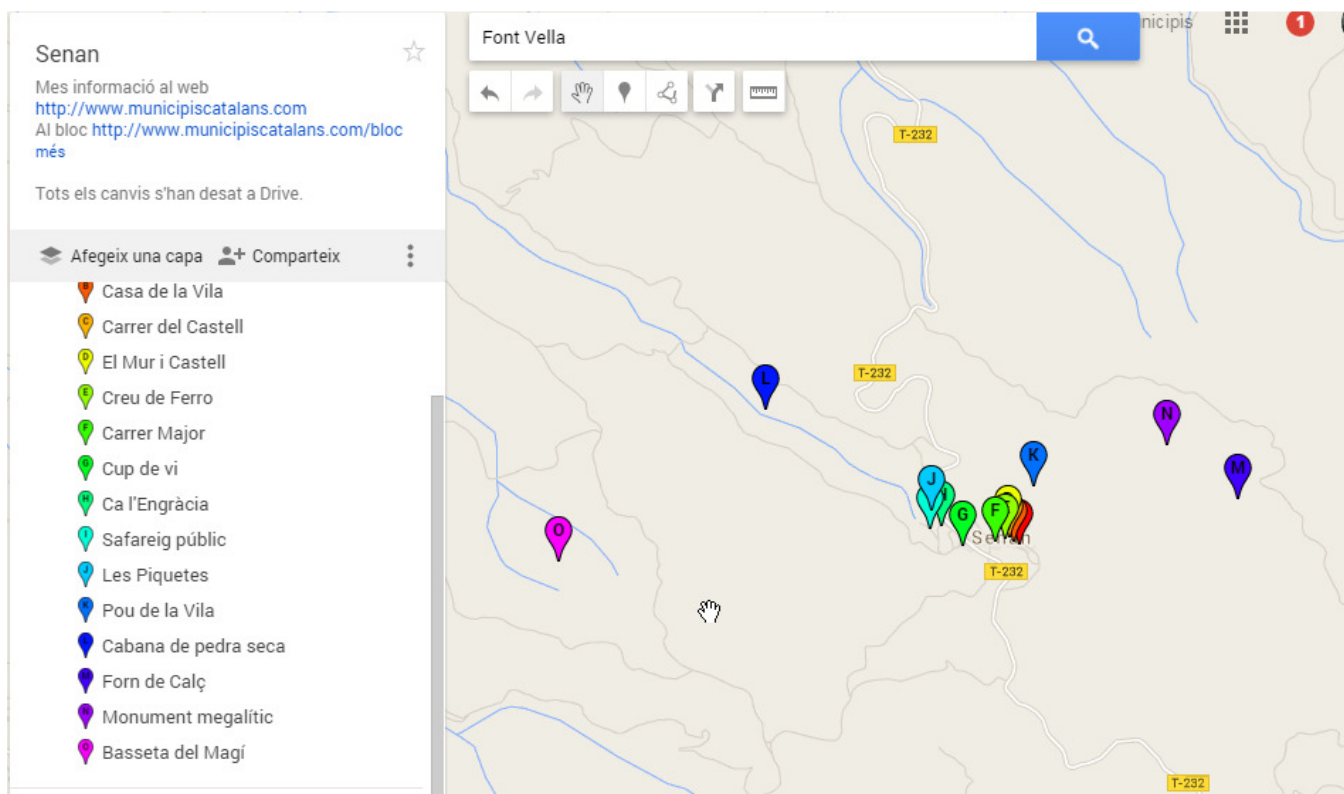 Senan
Mes informació al web
http://www.municipiscatalans.com
Al bloc http://www.municipiscatalans.com/bloc
més
Tots els canvis s'han desat a Drive.
Afegeix una capa
Comparteix
B Casa de la Vila
C Carrer del Castell
D El Mur i Castell
E Creu de Ferro
F Carrer Major
G Cup de vi
H Ca l'Engràcia
I Safareig públic
J Les Piquetes
K Pou de la Vila
L Cabana de pedra seca
M Forn de Calç
N Monument megalític
O Basseta del Magí
Font Vella
nicipis
1
T-232
T-232
L
N
K
M
J
G
F
O
Senan
T-232
T-232